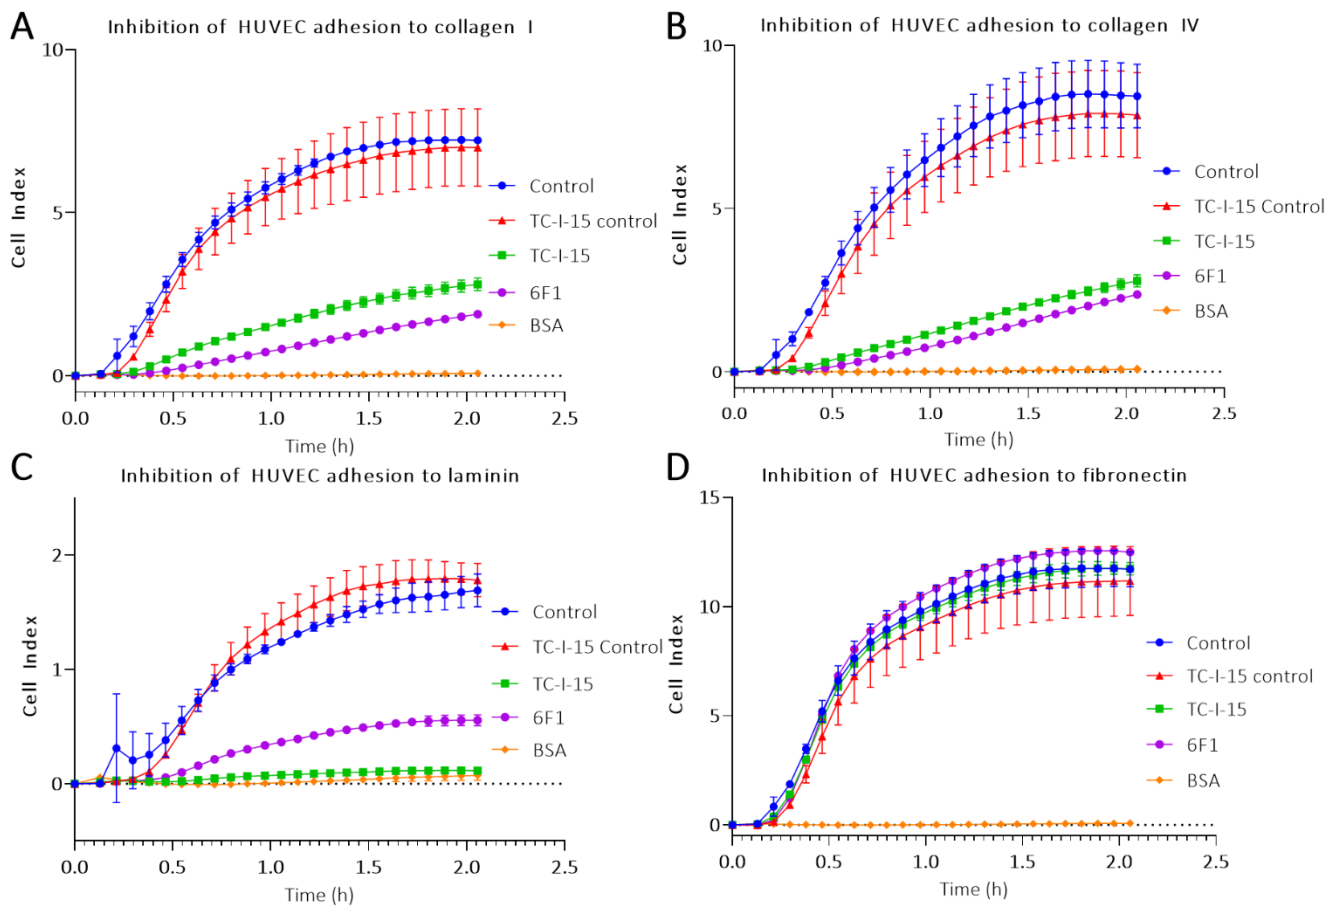 A
Inhibition of HUVEC adhesion to collagen I
10
5
0
Cell Index
0.0 0.5 1.0 1.5 2.0 2.5
Time (h)
Control
TC-I-15 control
TC-I-15
6F1
BSA
B
Inhibition of HUVEC adhesion to collagen IV
10
5
0
Cell Index
0.0 0.5 1.0 1.5 2.0 2.5
Time (h)
Control
TC-I-15 Control
TC-I-15
6F1
BSA
C
Inhibition of HUVEC adhesion to laminin
2
1
0
Cell Index
0.0 0.5 1.0 1.5 2.0 2.5
Time (h)
Control
TC-I-15 Control
TC-I-15
6F1
BSA
D
Inhibition of HUVEC adhesion to fibronectin
15
10
5
0
Cell Index
0.0 0.5 1.0 1.5 2.0 2.5
Time (h)
Control
TC-I-15 control
TC-I-15
6F1
BSA